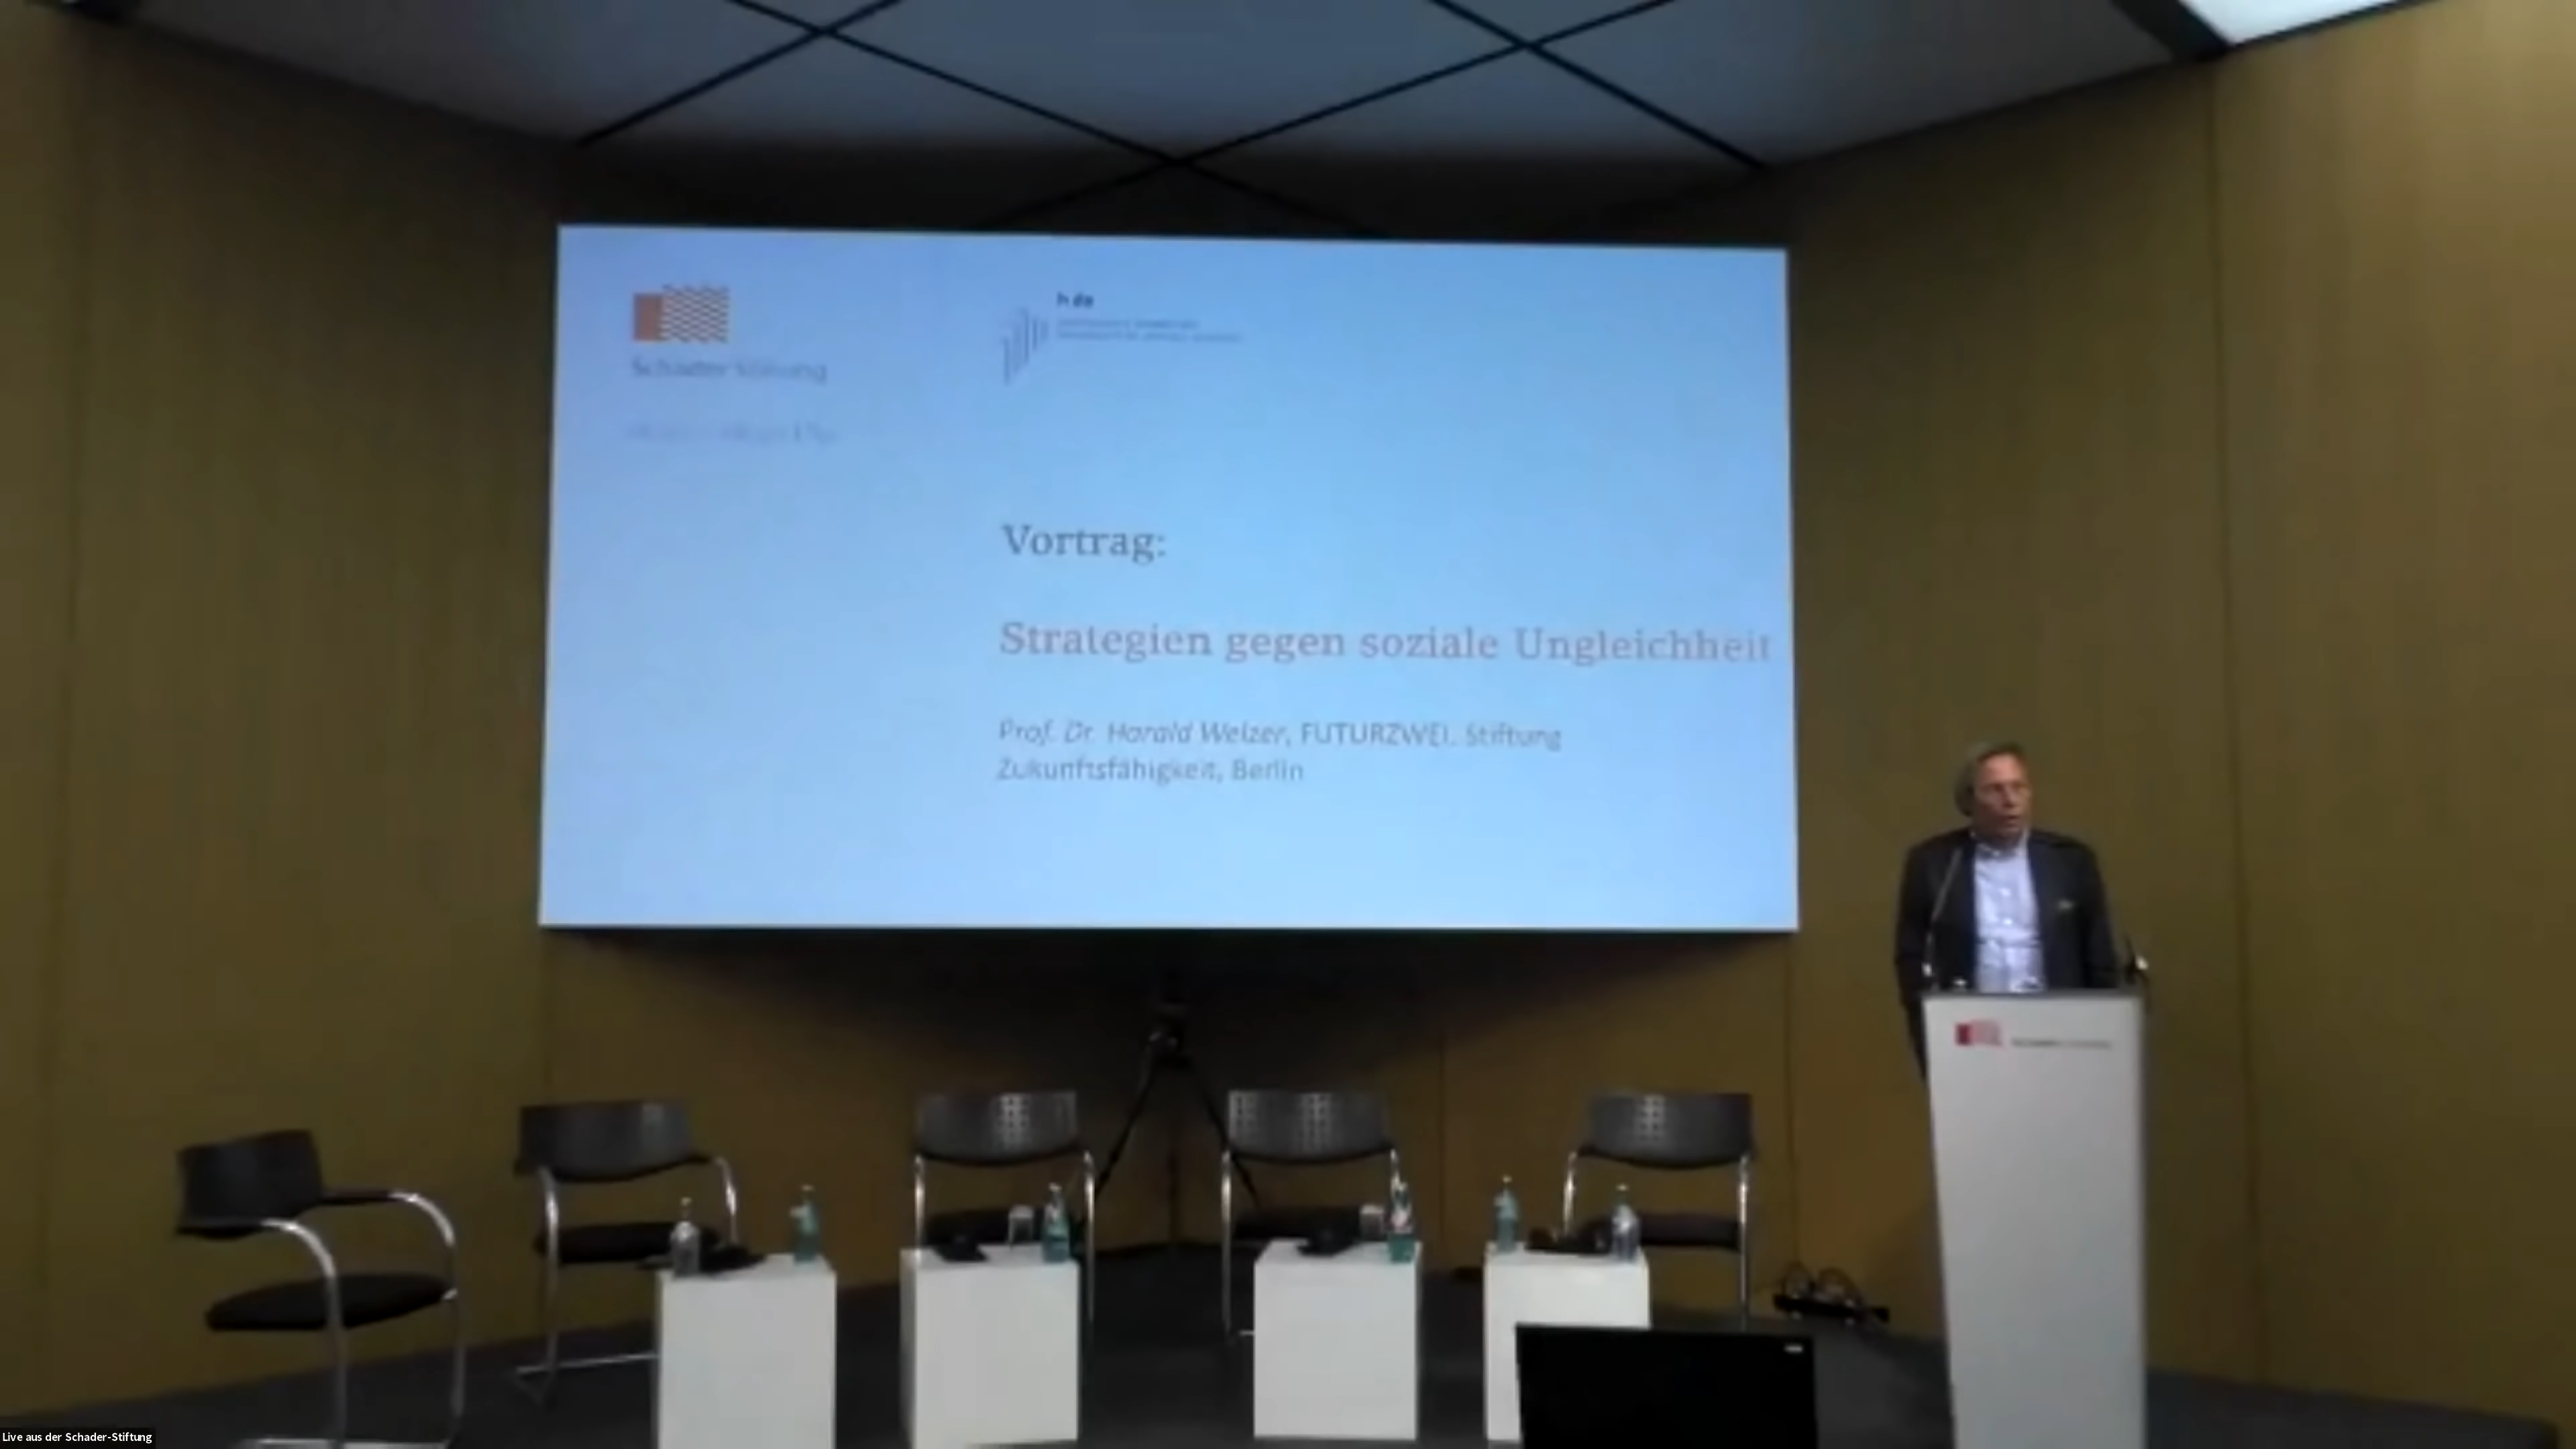 Schader Stiftung
h da
Vortrag:
Strategien gegen soziale Ungleichheit
Prof. Dr. Harald Welzer, FUTURZWEI. Stiftung
Zukunftsfähigkeit, Berlin
Live aus der Schader-Stiftung